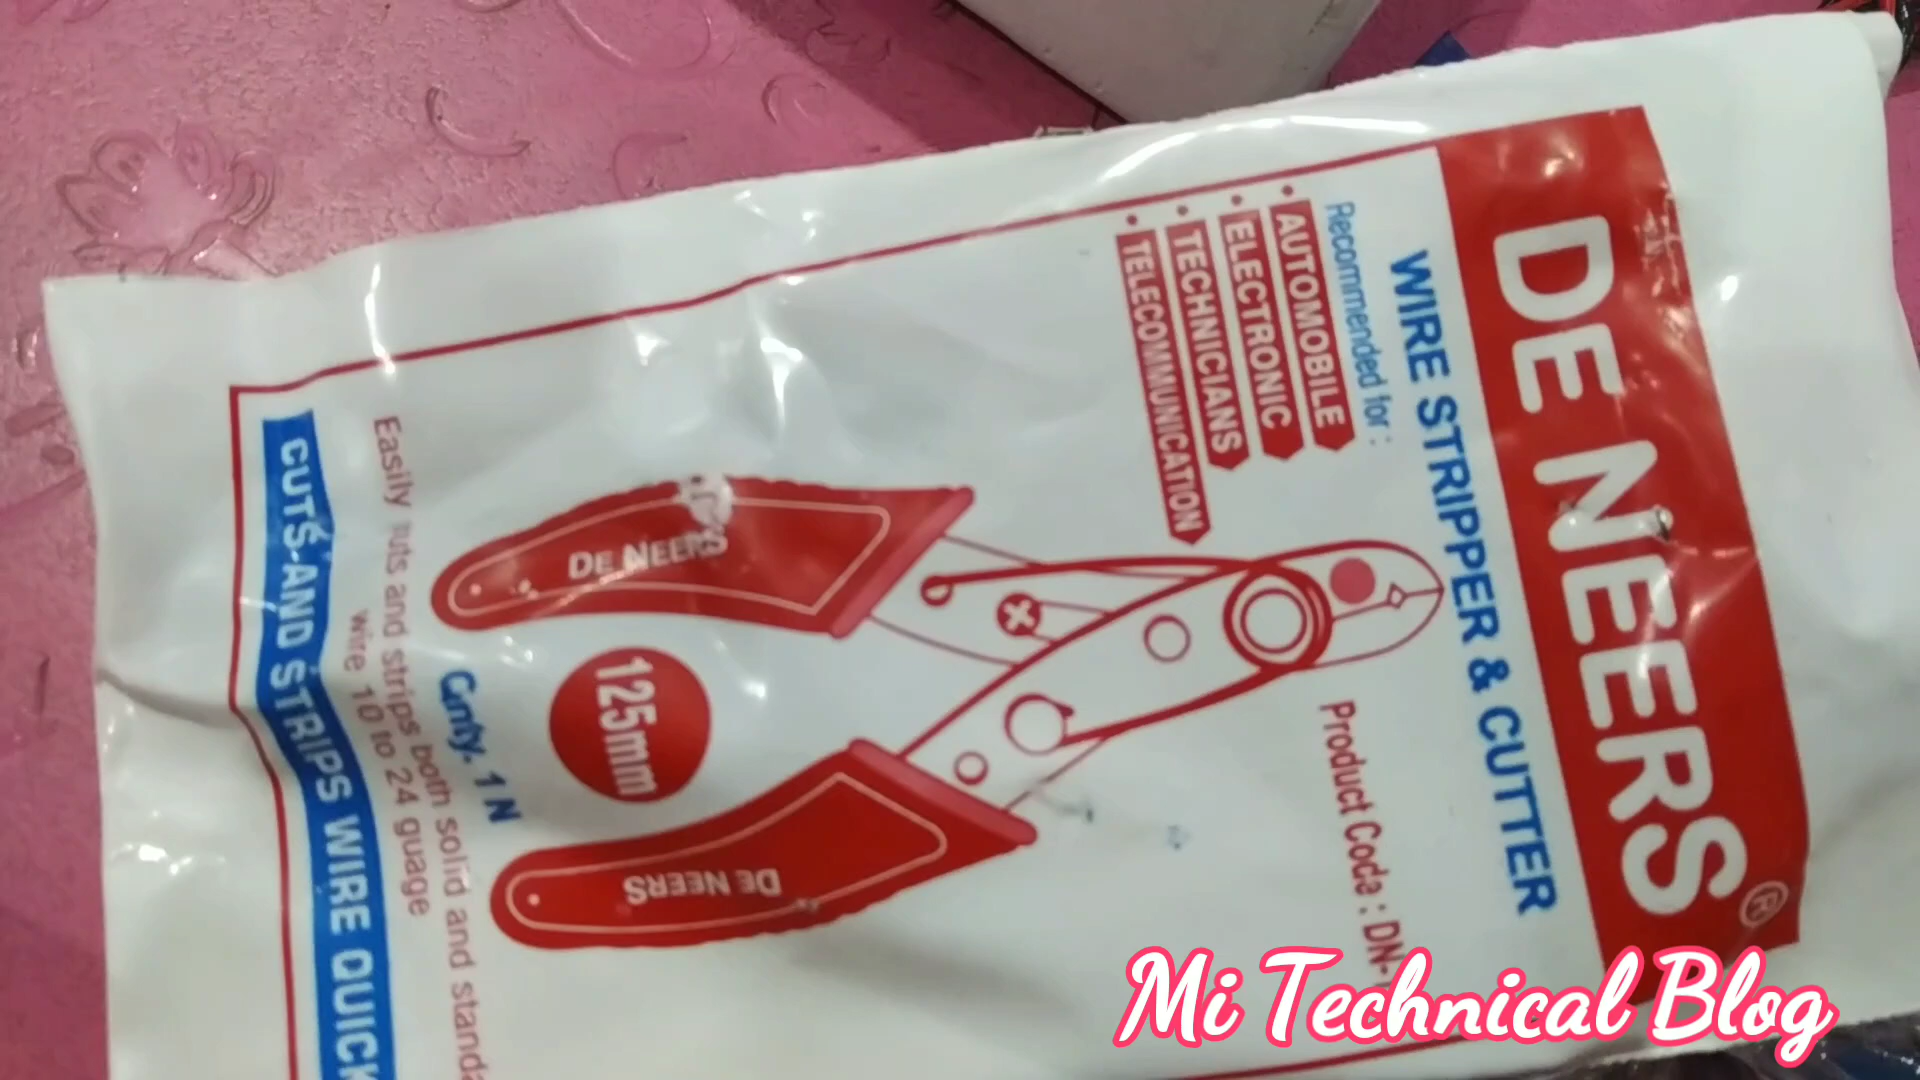 DE NEERS®
WIRE STRIPPER & CUTTER
Recommended for :
• AUTOMOBILE
• ELECTRONIC
• TECHNICIANS
• TELECOMMUNICATION
Product Code : DN-
DE NEERS
125mm
DE NEERS
Qnty. 1 N
Easily cuts and strips both solid and standa
wire 10 to 24 guage
CUTS-AND STRIPS WIRE QUICK
Mi Technical Blog